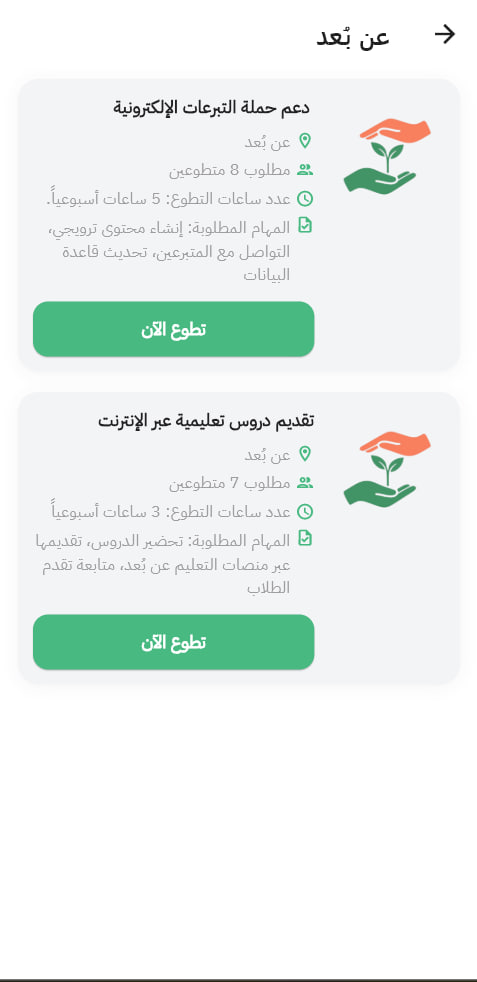 عن بُعد
دعم حملة التبرعات الإلكترونية
عن بُعد
مطلوب 8 متطوعين
عدد ساعات التطوع: 5 ساعات أسبوعياً.
المهام المطلوبة: إنشاء محتوى ترويجي،
التواصل مع المتبرعين، تحديث قاعدة
البيانات
تطوع الآن
تقديم دروس تعليمية عبر الإنترنت
عن بُعد
مطلوب 7 متطوعين
عدد ساعات التطوع: 3 ساعات أسبوعياً
المهام المطلوبة: تحضير الدروس، تقديمها
عبر منصات التعليم عن بُعد، متابعة تقدم
الطلاب
تطوع الآن